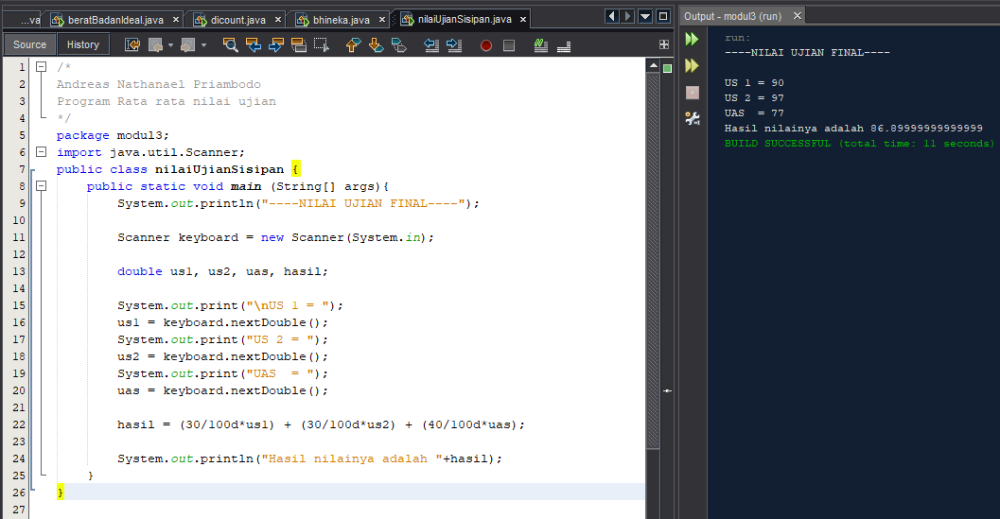 ...va beratBadanIdeal.java × dicount.java × bhineka.java × nilaiUjianSisipan.java ×
Source History
1 /*
2 Andreas Nathanael Priambodo
3 Program Rata rata nilai ujian
4 */
5 package modul3;
6 import java.util.Scanner;
7 public class nilaiUjianSisipan {
8 public static void main (String[] args){
9 System.out.println("----NILAI UJIAN FINAL----");
10
11 Scanner keyboard = new Scanner(System.in);
12
13 double us1, us2, uas, hasil;
14
15 System.out.print("\nUS 1 = ");
16 us1 = keyboard.nextDouble();
17 System.out.print("US 2 = ");
18 us2 = keyboard.nextDouble();
19 System.out.print("UAS  = ");
20 uas = keyboard.nextDouble();
21
22 hasil = (30/100d*us1) + (30/100d*us2) + (40/100d*uas);
23
24 System.out.println("Hasil nilainya adalah "+hasil);
25 }
26 }
27
Output - modul3 (run) ×
run:
----NILAI UJIAN FINAL----
US 1 = 90
US 2 = 97
UAS  = 77
Hasil nilainya adalah 86.89999999999999
BUILD SUCCESSFUL (total time: 11 seconds)